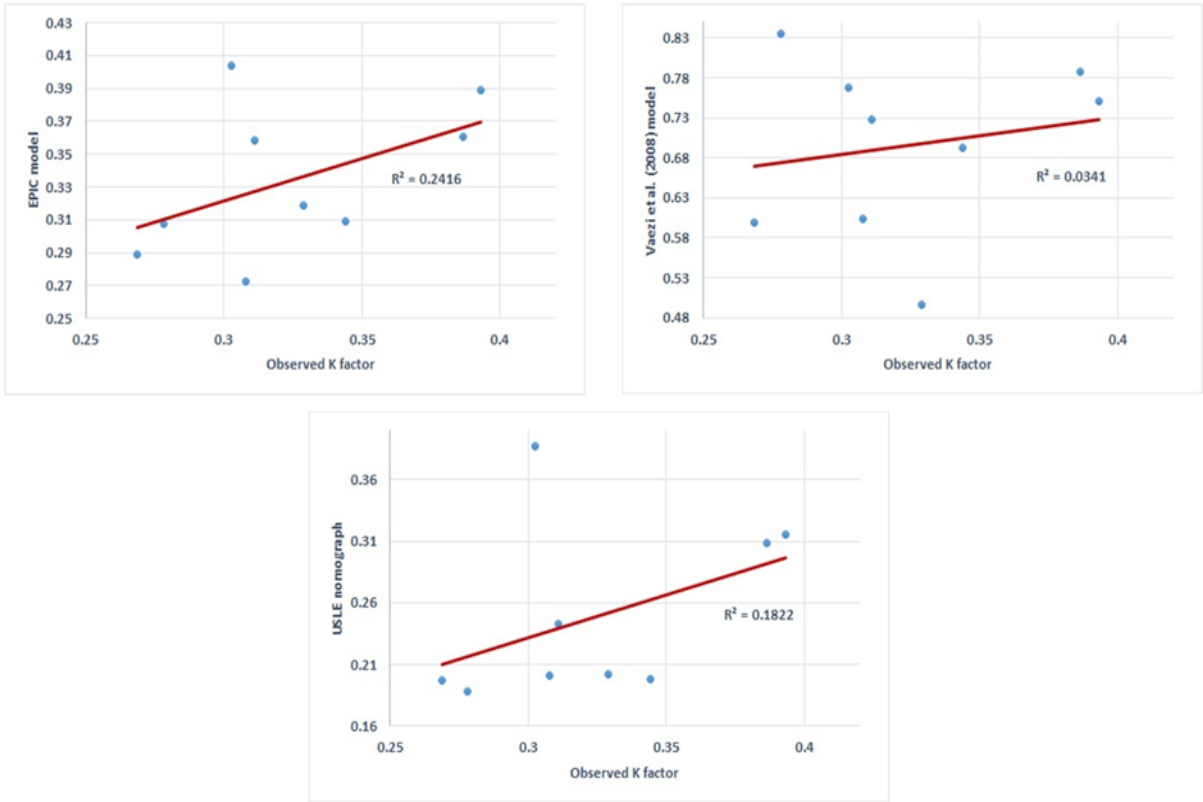 0.43
0.41
0.39
0.37
0.35
0.33
0.31
0.29
0.27
0.25
EPIC model
R² = 0.2416
0.25 0.3 0.35 0.4
Observed K factor
0.83
0.78
0.73
0.68
0.63
0.58
0.53
0.48
Vaezi et al. (2008) model
R² = 0.0341
0.25 0.3 0.35 0.4
Observed K factor
0.36
0.31
0.26
0.21
0.16
USLE nomograph
R² = 0.1822
0.25 0.3 0.35 0.4
Observed K factor